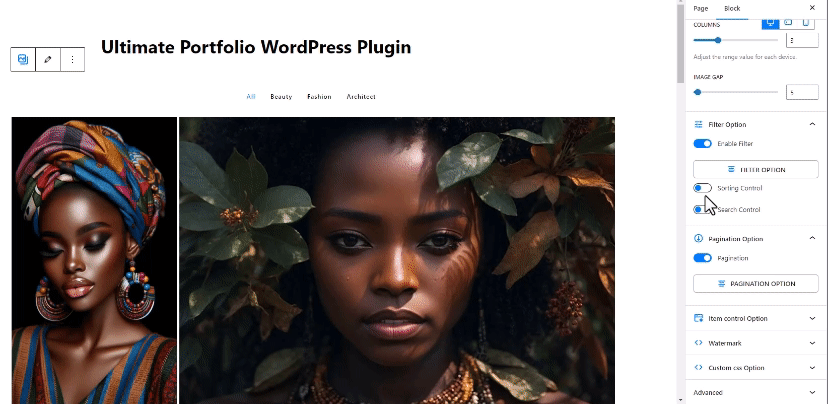 Page Block
COLUMNS
Ultimate Portfolio WordPress Plugin
Adjust the range value for each device.
IMAGE GAP
All Beauty Fashion Architect
Filter Option
Enable Filter
FILTER OPTION
Sorting Control
Search Control
Pagination Option
Pagination
PAGINATION OPTION
Item control Option
Watermark
Custom css Option
Advanced